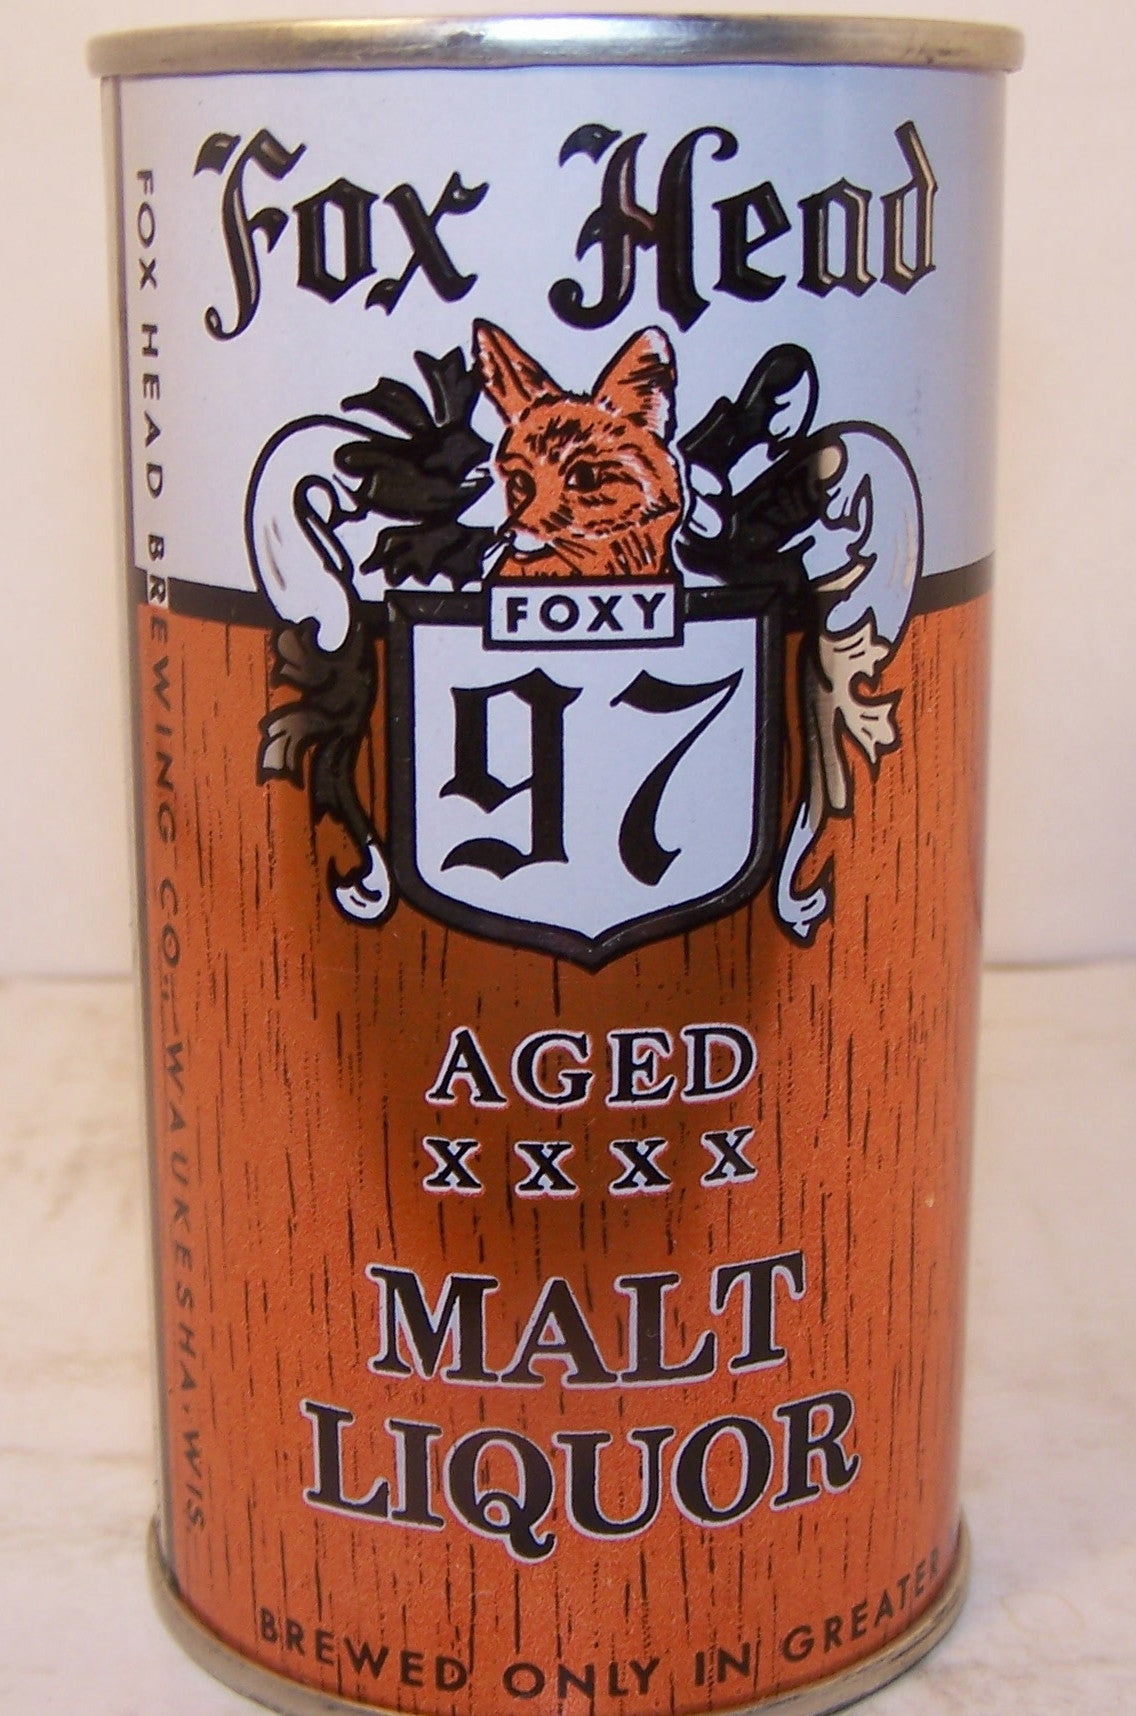 Fox Head
FOXY
97
AGED
XXXX
MALT
LIQUOR
BREWED ONLY IN GREATER
FOX HEAD BREWING CO.—WAUKESHA, WIS.